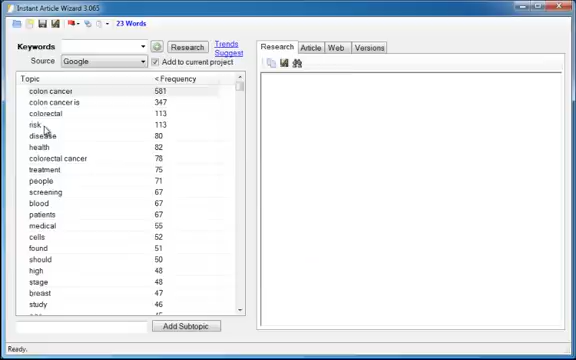 Instant Article Wizard 3.065
23 Words
Keywords
Research
Trends
Suggest
Source
Google
Add to current project
Topic < Frequency
colon cancer 581
colon cancer is 347
colorectal 113
risk 113
disease 80
health 82
colorectal cancer 78
treatment 75
people 71
screening 67
blood 67
patients 67
medical 55
cells 52
found 51
should 50
high 48
stage 48
breast 47
study 46
Add Subtopic
Research Article Web Versions
Ready.